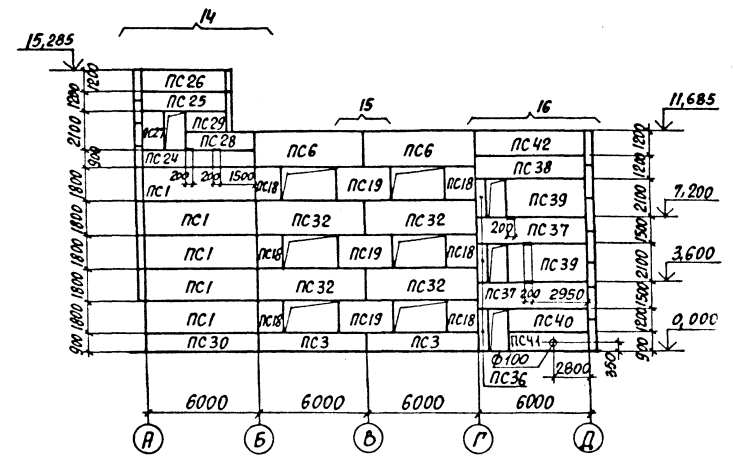 14
15,285
15
16
11,685
1200
1200
2100
900
1800
1800
1800
1800
1800
900
ПС26
ПС25
ПС27
ПС29
ПС28
ПС24
200
200
1500
ПС1
ПС6
ПС6
ПС42
ПС38
ПС18
ПС19
ПС18
ПС39
7,200
ПС1
ПС32
ПС32
200
ПС37
ПС1
ПС18
ПС19
ПС18
ПС39
3,600
ПС1
ПС32
ПС32
ПС37
200
2950
ПС1
ПС18
ПС19
ПС18
ПС40
0,000
ПС30
ПС3
ПС3
ПС41
Ф100
ПС36
2800
350
1200
1200
2100
1500
2100
1500
1200
900
6000
6000
6000
6000
А
Б
В
Г
Д